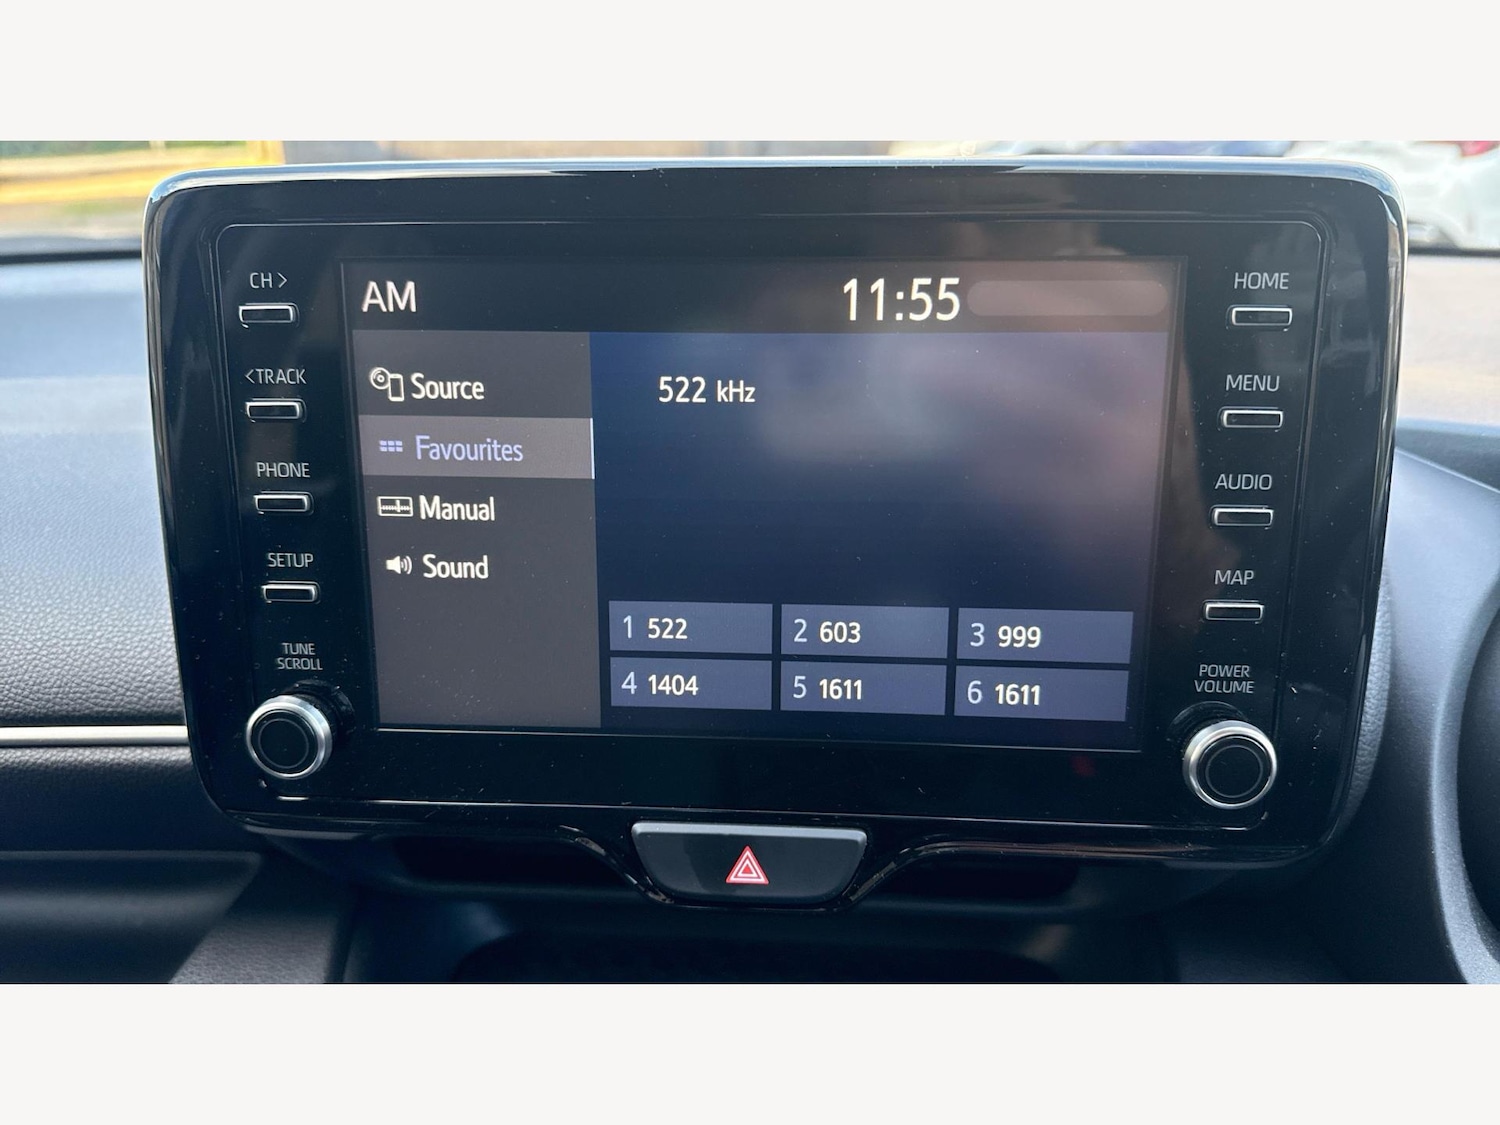 CH >
<TRACK
PHONE
SETUP
TUNE
SCROLL
AM
11:55
Source
Favourites
Manual
Sound
522 kHz
1 522
2 603
3 999
4 1404
5 1611
6 1611
HOME
MENU
AUDIO
MAP
POWER
VOLUME